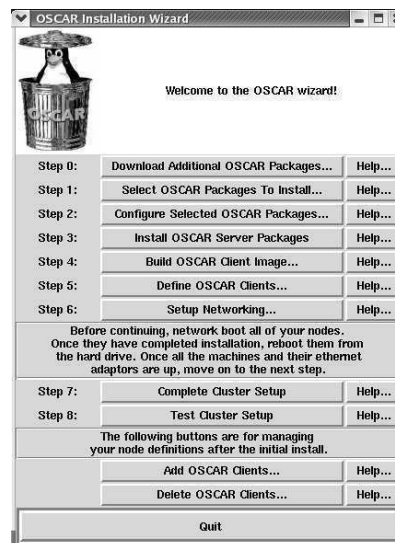 OSCAR Installation Wizard
OSCAR
Welcome to the OSCAR wizard!
Step 0: Download Additional OSCAR Packages... Help...
Step 1: Select OSCAR Packages To Install... Help...
Step 2: Configure Selected OSCAR Packages... Help...
Step 3: Install OSCAR Server Packages Help...
Step 4: Build OSCAR Client Image... Help...
Step 5: Define OSCAR Clients... Help...
Step 6: Setup Networking... Help...
Before continuing, network boot all of your nodes.
Once they have completed installation, reboot them from
the hard drive. Once all the machines and their ethernet
adaptors are up, move on to the next step.
Step 7: Complete Cluster Setup Help...
Step 8: Test Cluster Setup Help...
The following buttons are for managing
your node definitions after the initial install.
Add OSCAR Clients... Help...
Delete OSCAR Clients... Help...
Quit